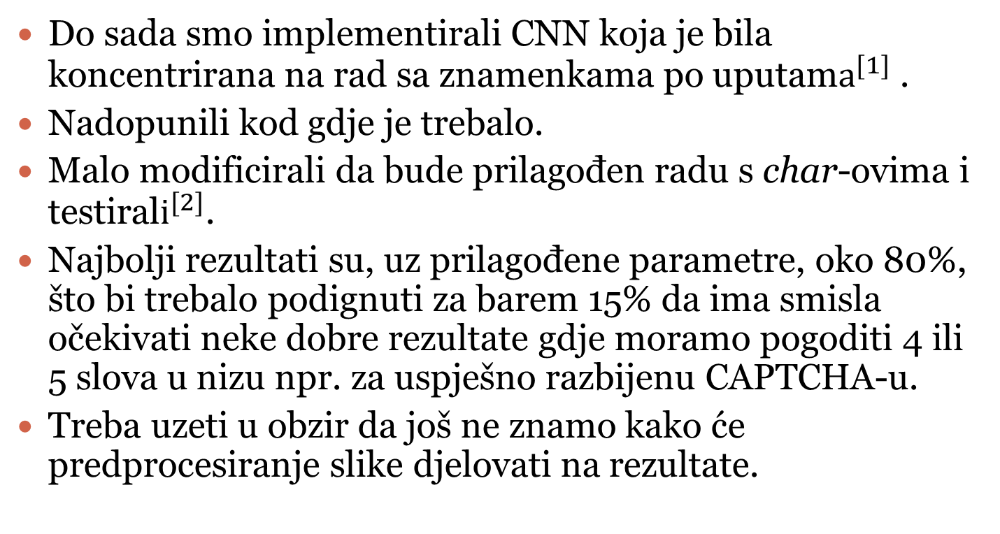 • Do sada smo implementirali CNN koja je bila
koncentrirana na rad sa znamenkama po uputama[1] .
• Nadopunili kod gdje je trebalo.
• Malo modificirali da bude prilagođen radu s char-ovima i
testirali[2].
• Najbolji rezultati su, uz prilagođene parametre, oko 80%,
što bi trebalo podignuti za barem 15% da ima smisla
očekivati neke dobre rezultate gdje moramo pogoditi 4 ili
5 slova u nizu npr. za uspješno razbijenu CAPTCHA-u.
• Treba uzeti u obzir da još ne znamo kako će
predprocesiranje slike djelovati na rezultate.